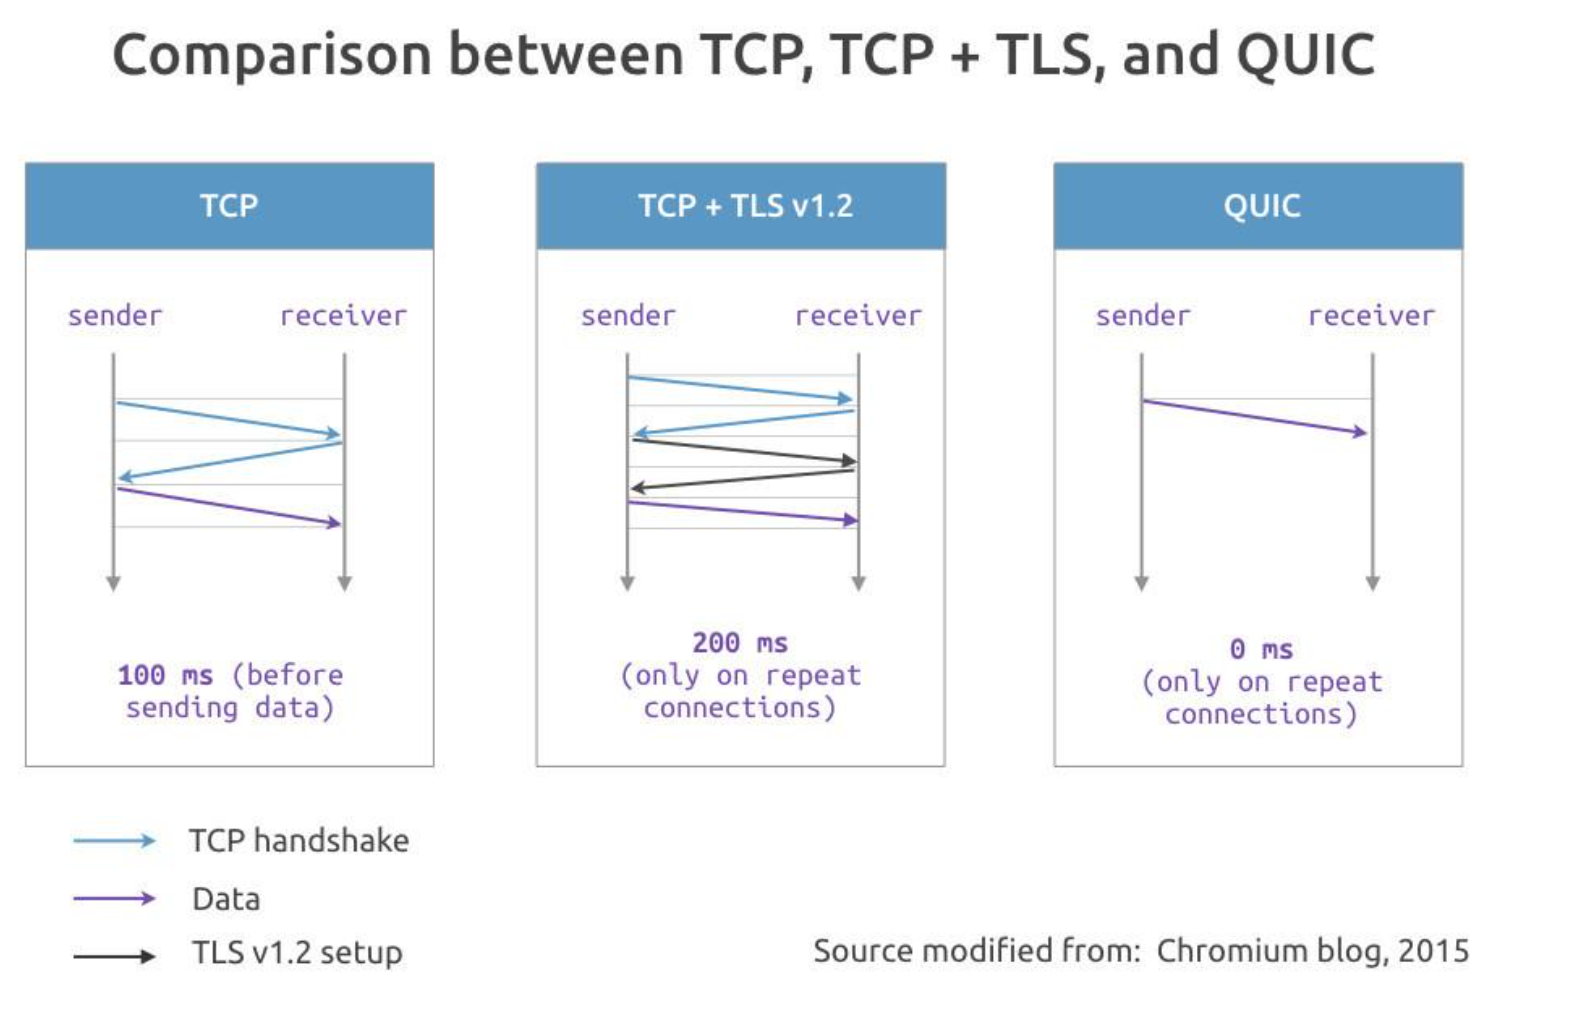 Comparison between TCP, TCP + TLS, and QUIC
TCP
sender receiver
100 ms (before
sending data)
TCP + TLS v1.2
sender receiver
200 ms
(only on repeat
connections)
QUIC
sender receiver
0 ms
(only on repeat
connections)
TCP handshake
Data
TLS v1.2 setup
Source modified from: Chromium blog, 2015